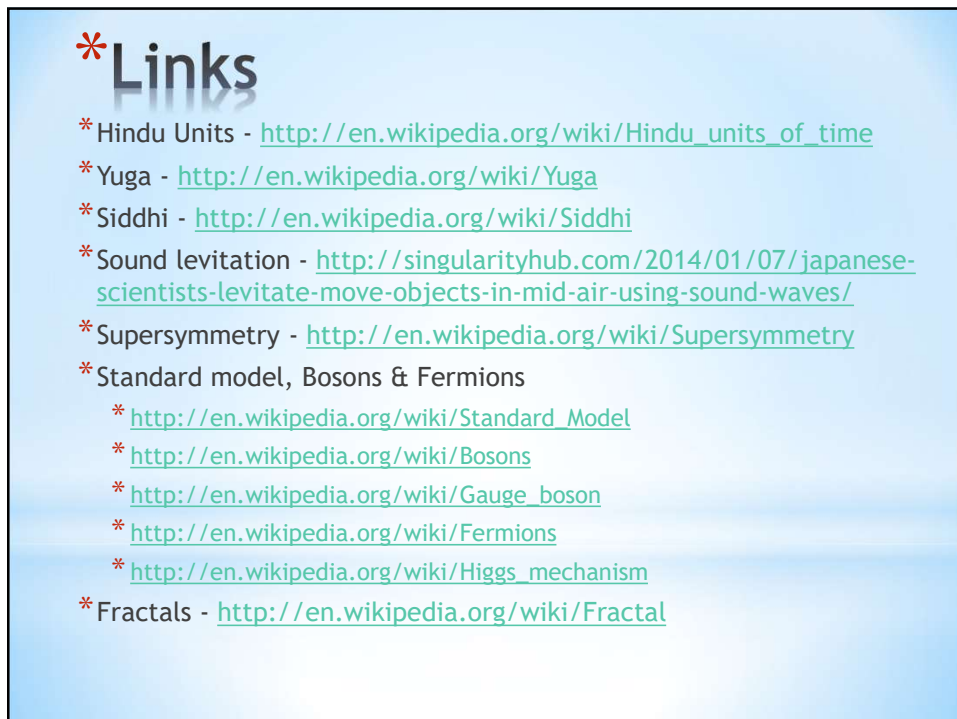 *Links
*Hindu Units - http://en.wikipedia.org/wiki/Hindu_units_of_time
*Yuga - http://en.wikipedia.org/wiki/Yuga
*Siddhi - http://en.wikipedia.org/wiki/Siddhi
*Sound levitation - http://singularityhub.com/2014/01/07/japanese-
scientists-levitate-move-objects-in-mid-air-using-sound-waves/
*Supersymmetry - http://en.wikipedia.org/wiki/Supersymmetry
*Standard model, Bosons & Fermions
*http://en.wikipedia.org/wiki/Standard_Model
*http://en.wikipedia.org/wiki/Bosons
*http://en.wikipedia.org/wiki/Gauge_boson
*http://en.wikipedia.org/wiki/Fermions
*http://en.wikipedia.org/wiki/Higgs_mechanism
*Fractals - http://en.wikipedia.org/wiki/Fractal